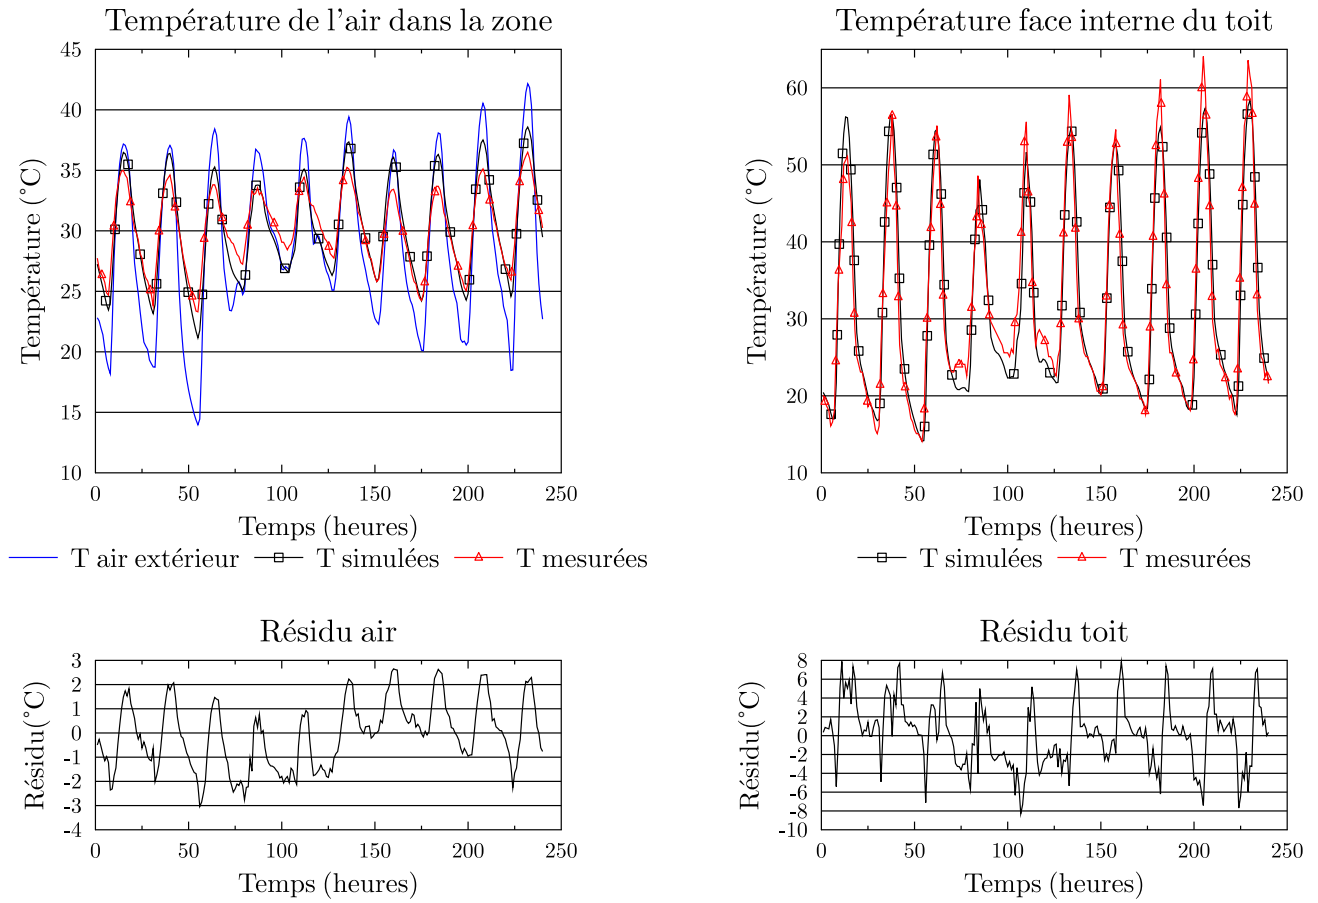 Température de l'air dans la zone
45
40
35
30
25
20
15
10
Température (°C)
0 50 100 150 200 250
Temps (heures)
T air extérieur T simulées T mesurées
Température face interne du toit
60
50
40
30
20
10
Température (°C)
0 50 100 150 200 250
Temps (heures)
T simulées T mesurées
Résidu air
3
2
1
0
-1
-2
-3
-4
Résidu(°C)
0 50 100 150 200 250
Temps (heures)
Résidu toit
8
6
4
2
0
-2
-4
-6
-8
-10
Résidu(°C)
0 50 100 150 200 250
Temps (heures)